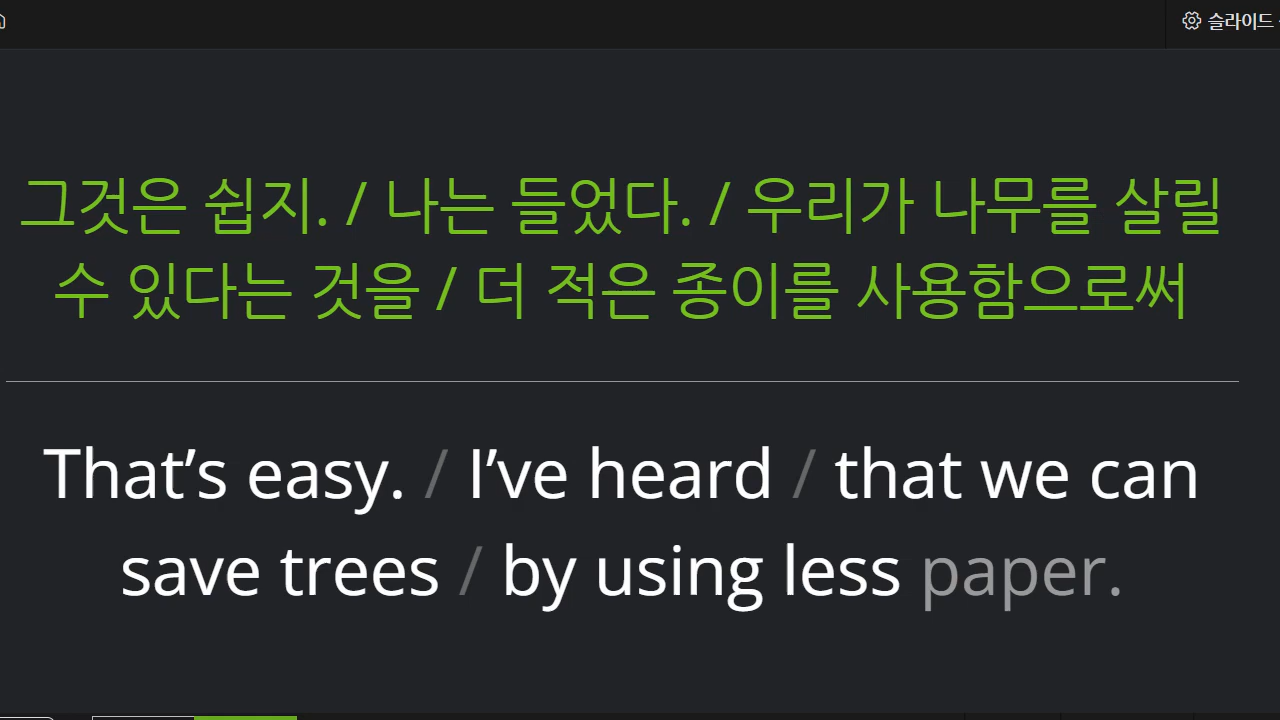 슬라이드
그것은 쉽지. / 나는 들었다. / 우리가 나무를 살릴
수 있다는 것을 / 더 적은 종이를 사용함으로써
That’s easy. / I’ve heard / that we can
save trees / by using less paper.